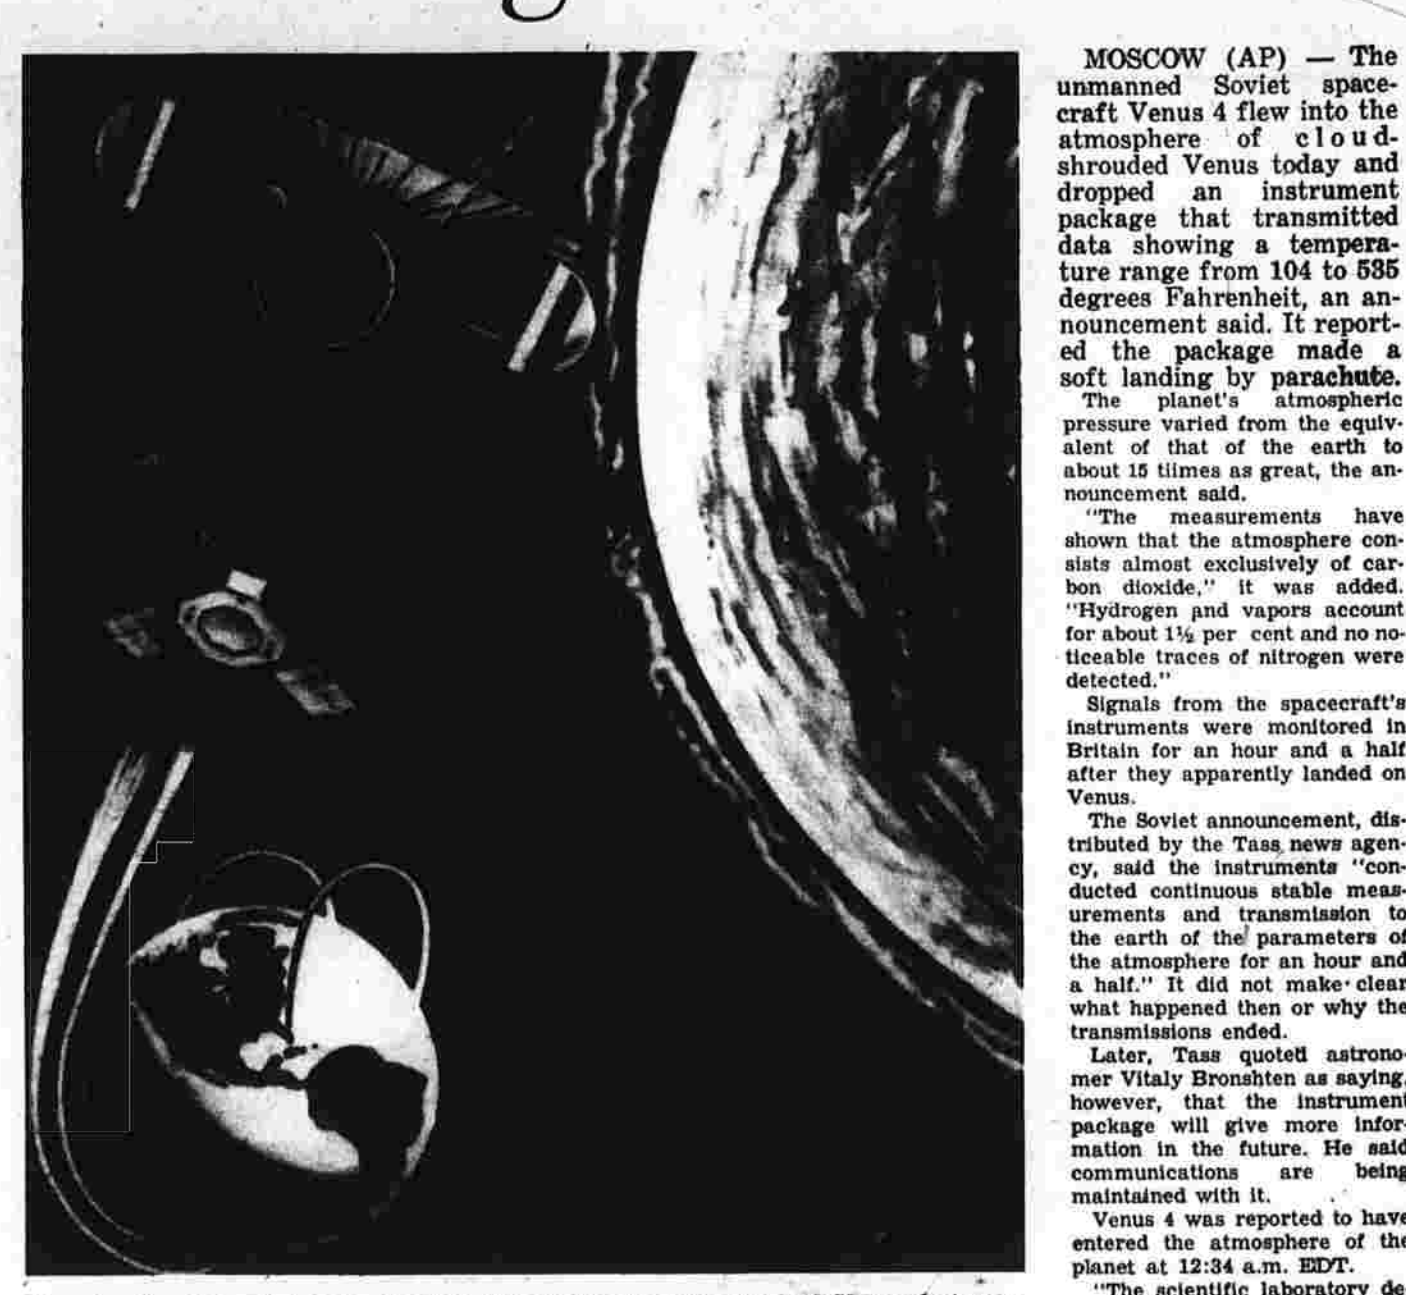 MOSCOW (AP) — The
unmanned Soviet space-
craft Venus 4 flew into the
atmosphere of cloud-
shrouded Venus today and
dropped an instrument
package that transmitted
data showing a tempera-
ture range from 104 to 535
degrees Fahrenheit, an an-
nouncement said. It report-
ed the package made a
soft landing by parachute.
The planet's atmospheric
pressure varied from the equiv-
alent of that of the earth to
about 15 tiimes as great, the an-
nouncement said.
"The measurements have
shown that the atmosphere con-
sists almost exclusively of car-
bon dioxide," it was added.
"Hydrogen and vapors account
for about 1½ per cent and no no-
ticeable traces of nitrogen were
detected."
Signals from the spacecraft's
instruments were monitored in
Britain for an hour and a half
after they apparently landed on
Venus.
The Soviet announcement, dis-
tributed by the Tass news agen-
cy, said the instruments "con-
ducted continuous stable meas-
urements and transmission to
the earth of the parameters of
the atmosphere for an hour and
a half." It did not make clear
what happened then or why the
transmissions ended.
Later, Tass quoted astrono-
mer Vitaly Bronshten as saying,
however, that the instrument
package will give more infor-
mation in the future. He said
communications are being
maintained with it.
Venus 4 was reported to have
entered the atmosphere of the
planet at 12:34 a.m. EDT.
"The scientific laboratory de-